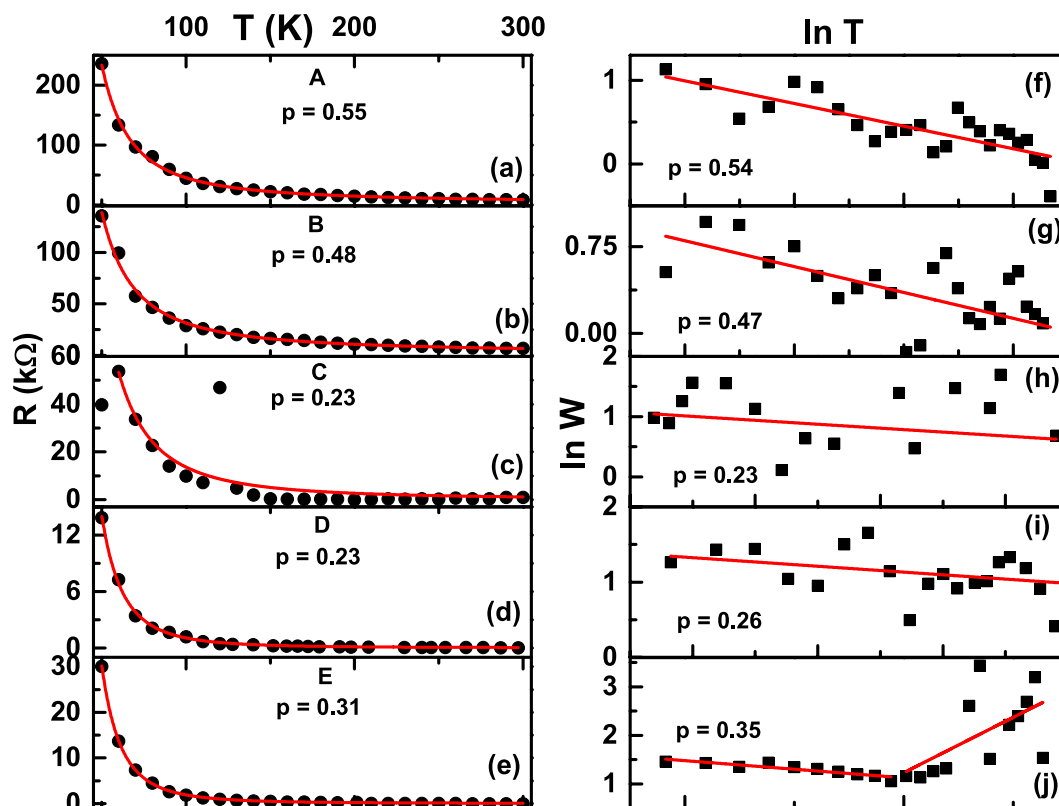 T (K)
100 200 300
ln T
R (kΩ)
ln W
200
100
0
A
p = 0.55
(a)
100
50
60
B
p = 0.48
(b)
40
20
0
C
p = 0.23
(c)
12
6
0
D
p = 0.23
(d)
30
20
10
0
E
p = 0.31
(e)
1
0
p = 0.54
(f)
0.75
0.00
2
p = 0.47
(g)
1
0
2
p = 0.23
(h)
1
0
p = 0.26
(i)
3
2
1
p = 0.35
(j)